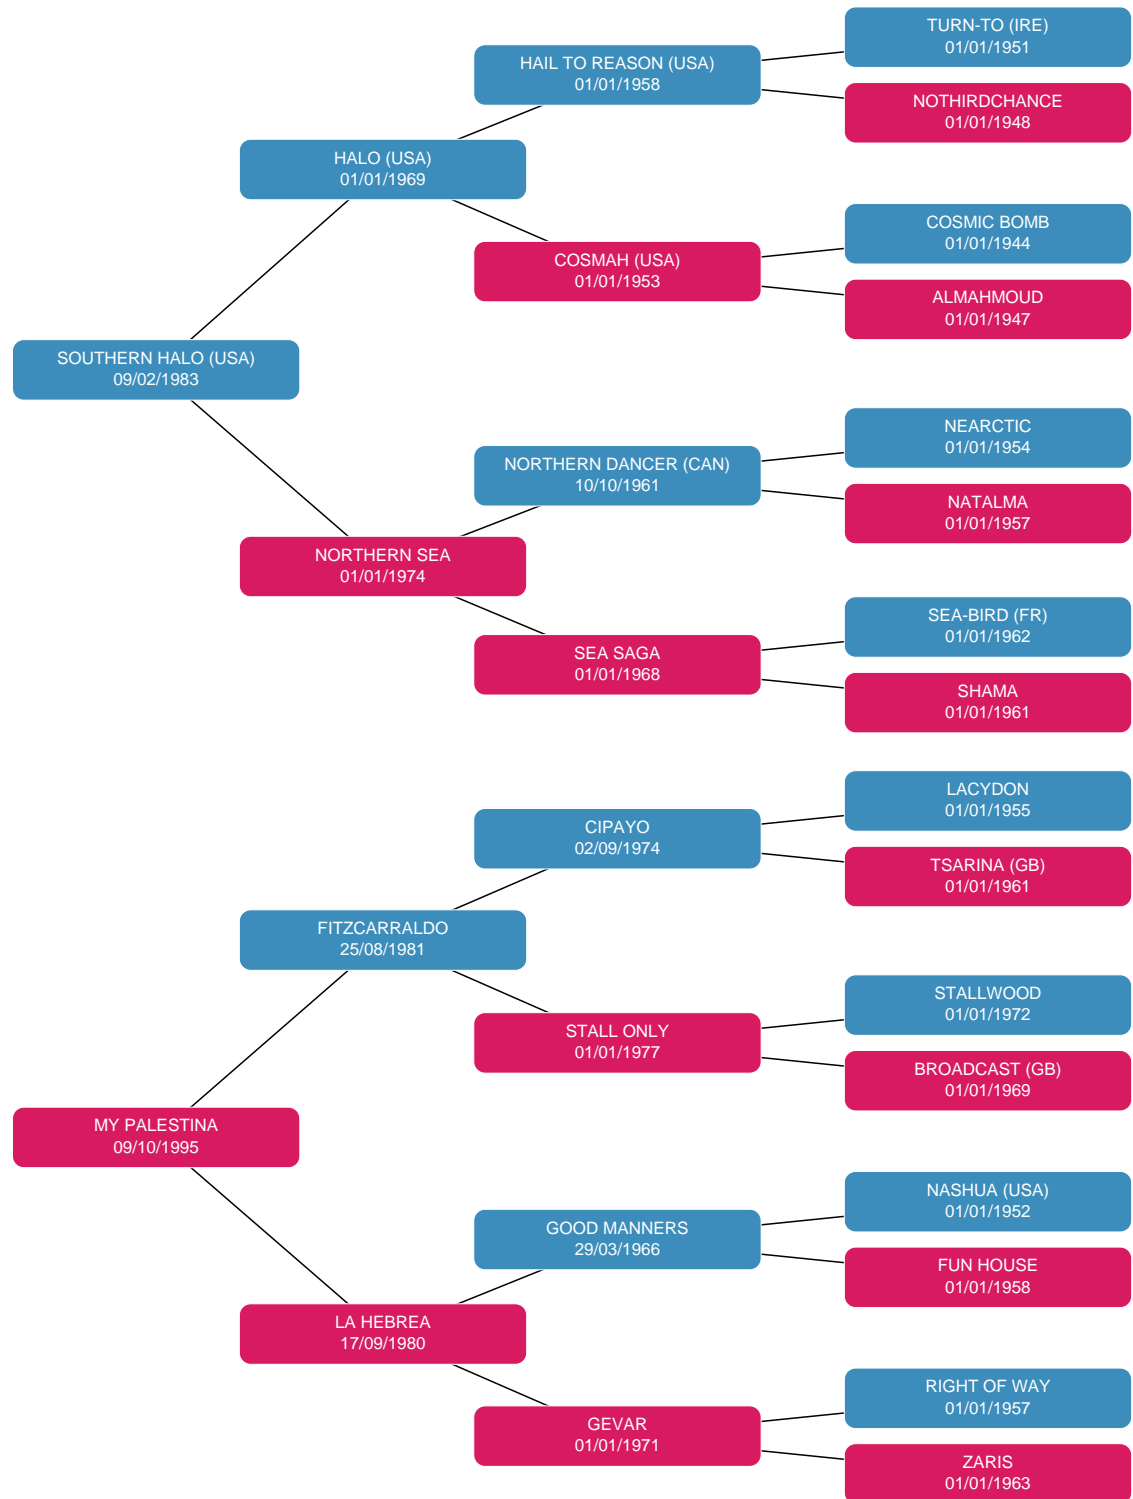 TURN-TO (IRE)
01/01/1951
HAIL TO REASON (USA)
01/01/1958
NOTHIRDCHANCE
01/01/1948
HALO (USA)
01/01/1969
COSMIC BOMB
01/01/1944
COSMAH (USA)
01/01/1953
ALMAHMOUD
01/01/1947
SOUTHERN HALO (USA)
09/02/1983
NEARCTIC
01/01/1954
NORTHERN DANCER (CAN)
10/10/1961
NATALMA
01/01/1957
NORTHERN SEA
01/01/1974
SEA-BIRD (FR)
01/01/1962
SEA SAGA
01/01/1968
SHAMA
01/01/1961
LACYDON
01/01/1955
CIPAYO
02/09/1974
TSARINA (GB)
01/01/1961
FITZCARRALDO
25/08/1981
STALLWOOD
01/01/1972
STALL ONLY
01/01/1977
BROADCAST (GB)
01/01/1969
MY PALESTINA
09/10/1995
NASHUA (USA)
01/01/1952
GOOD MANNERS
29/03/1966
FUN HOUSE
01/01/1958
LA HEBREA
17/09/1980
RIGHT OF WAY
01/01/1957
GEVAR
01/01/1971
ZARIS
01/01/1963